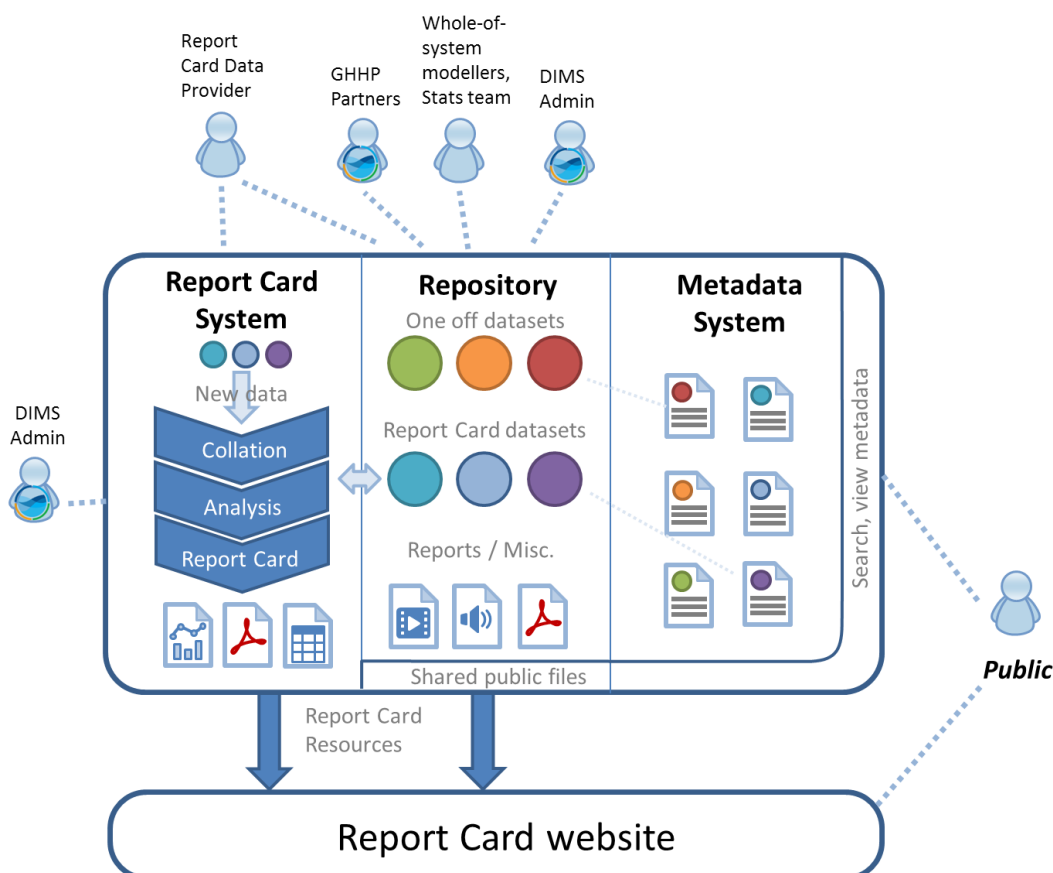 Report
Card Data
Provider
GHHP
Partners
Whole-of-
system
modellers,
Stats team
DIMS
Admin
Report Card
System
New data
Collation
Analysis
Report Card
Repository
One off datasets
Report Card datasets
Reports / Misc.
Metadata
System
Search, view metadata
Shared public files
DIMS
Admin
Public
Report Card
Resources
Report Card website